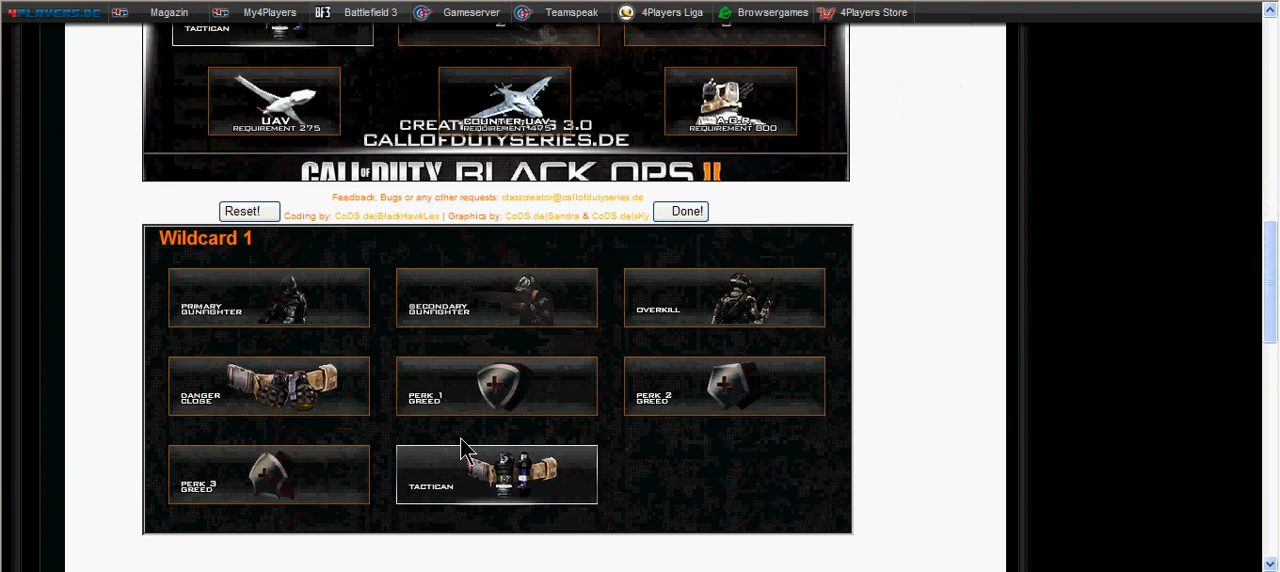 4PLAYERS.DE Magazin My4Players BF3 Battlefield 3 Gameserver Teamspeak 4Players Liga Browsergames 4Players Store
TACTICAN
UAV
REQUIREMENT 275
COUNTER UAV
REQUIREMENT 475
A.G.R.
REQUIREMENT 800
3.0
CALLOFDUTYSERIES.DE
CALL OF DUTY BLACK OPS II
Feedback, Bugs or any other requests: classcreator@callofdutyseries.de
Reset! Coding by: CoDS.de|BlackHawkLex | Graphics by: CoDS.de|Sandra & CoDS.de|sKy Done!
Wildcard 1
PRIMARY
GUNFIGHTER
SECONDARY
GUNFIGHTER
OVERKILL
DANGER
CLOSE
PERK 1
GREED
PERK 2
GREED
PERK 3
GREED
TACTICAN